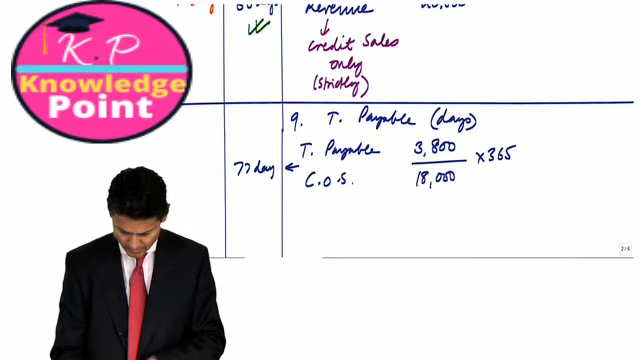 Revenue
↓
Credit Sales
only
(strictly)
K.P
Knowledge
Point
9. T. Payable (days)
T. Payable 3,800
C.O.S. 18,000 ×365
77 day ←
2/6